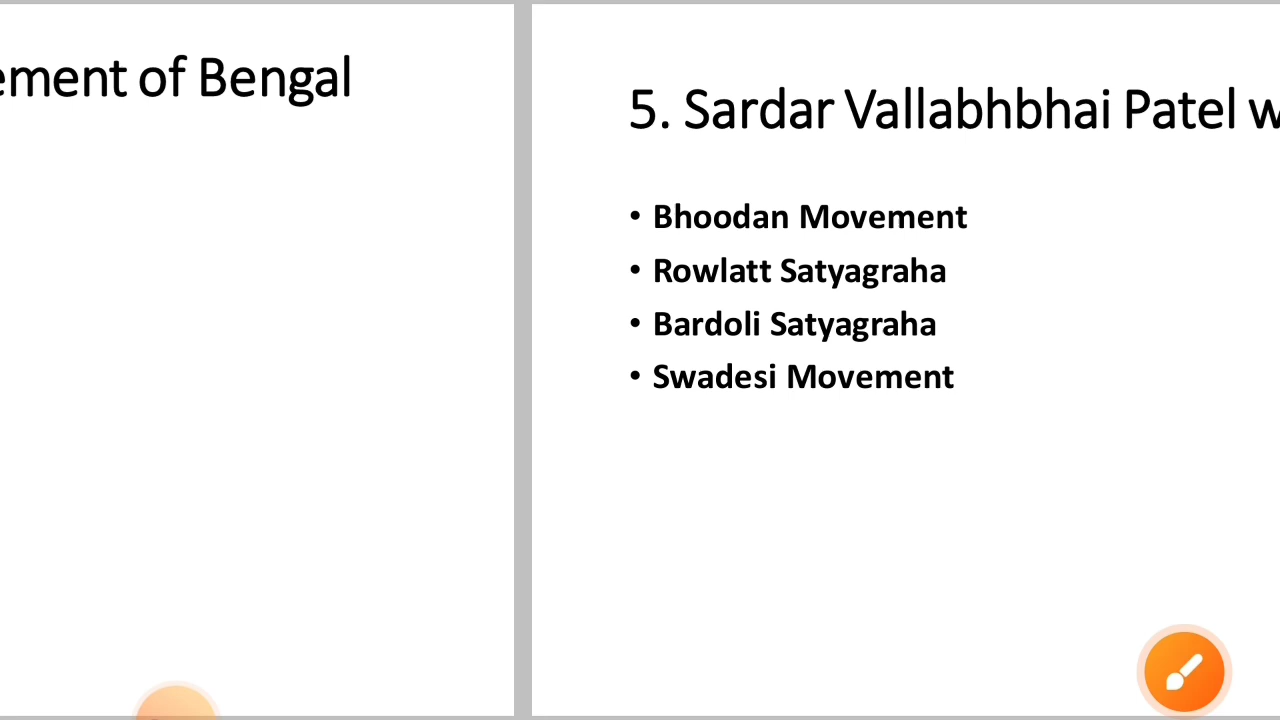 ement of Bengal
5. Sardar Vallabhbhai Patel w
• Bhoodan Movement
• Rowlatt Satyagraha
• Bardoli Satyagraha
• Swadesi Movement